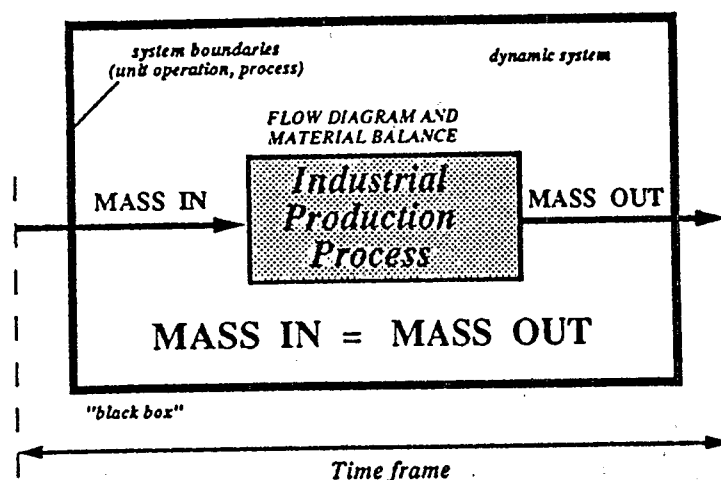 system boundaries
(unit operation, process)
dynamic system
FLOW DIAGRAM AND
MATERIAL BALANCE
MASS IN
Industrial
Production
Process
MASS OUT
MASS IN = MASS OUT
"black box"
Time frame